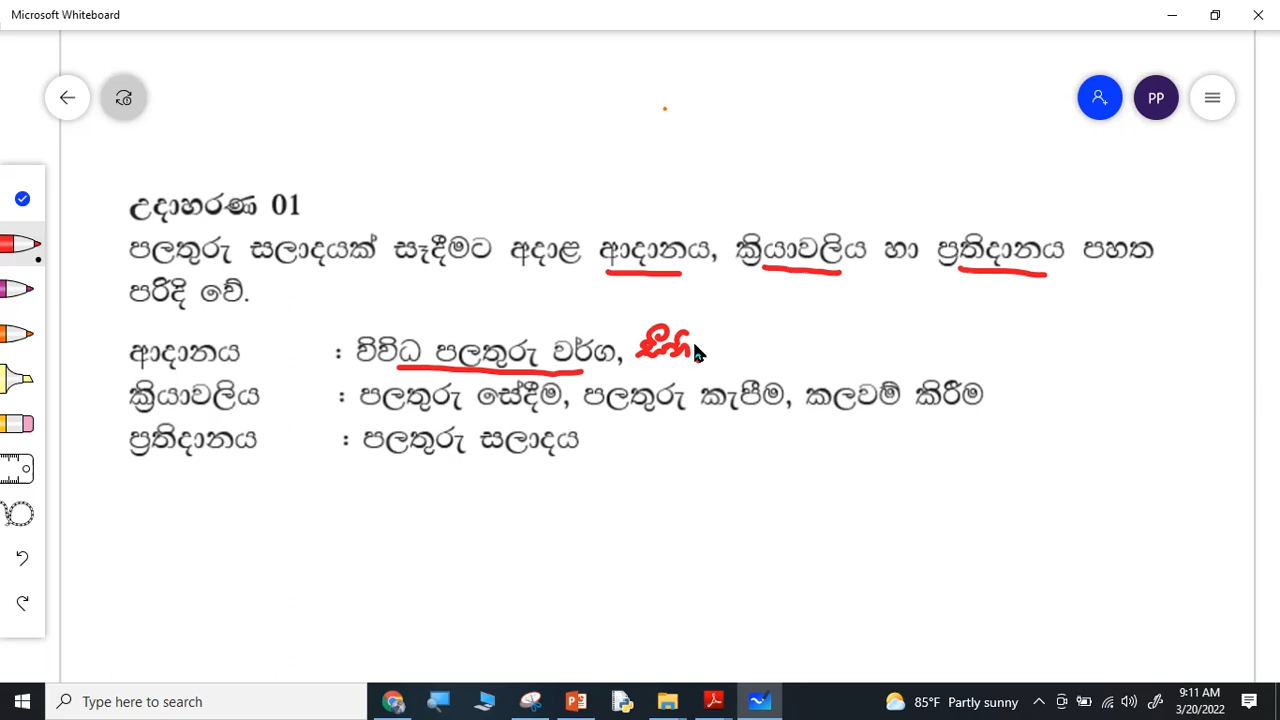 Microsoft Whiteboard
PP
උදාහරණ 01
පලතුරු සලාදයක් සෑදීමට අදාළ ආදානය, ක්‍රියාවලිය හා ප්‍රතිදානය පහත
පරිදි වේ.
ආදානය : විවිධ පලතුරු වර්ග,
ක්‍රියාවලිය : පලතුරු සේදීම, පලතුරු කැපීම, කලවම් කිරීම
ප්‍රතිදානය : පලතුරු සලාදය
Type here to search
85°F Partly sunny
9:11 AM
3/20/2022